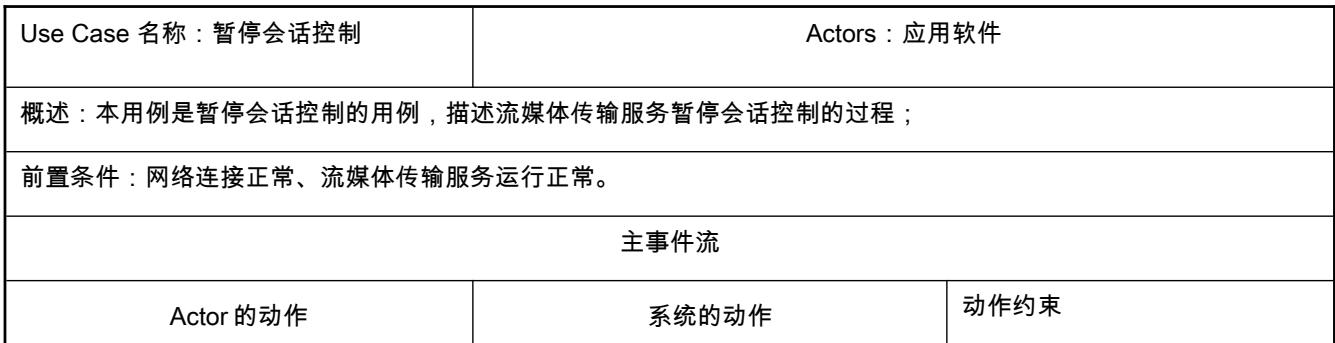 Use Case 名称：暂停会话控制
Actors：应用软件
概述：本用例是暂停会话控制的用例，描述流媒体传输服务暂停会话控制的过程；
前置条件：网络连接正常、流媒体传输服务运行正常。
主事件流
Actor 的动作
系统的动作
动作约束